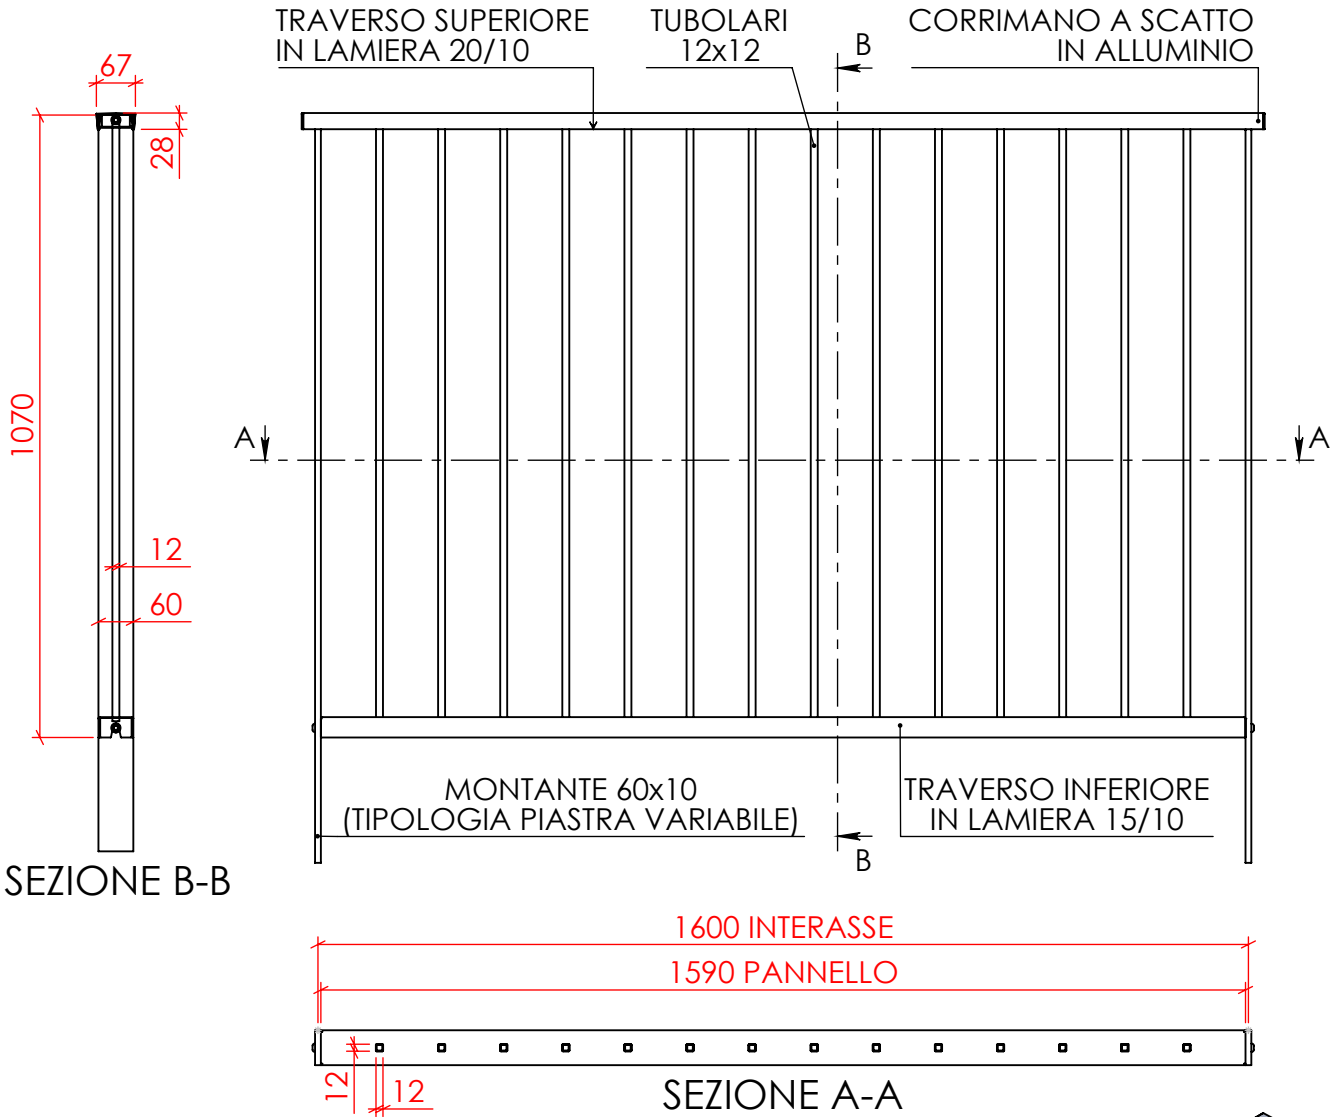 TRAVERSO SUPERIORE
IN LAMIERA 20/10
TUBOLARI
12x12
CORRIMANO A SCATTO
IN ALLUMINIO
B
67
28
1070
A
A
12
60
MONTANTE 60x10
(TIPOLOGIA PIASTRA VARIABILE)
TRAVERSO INFERIORE
IN LAMIERA 15/10
B
SEZIONE B-B
1600 INTERASSE
1590 PANNELLO
12
12
SEZIONE A-A